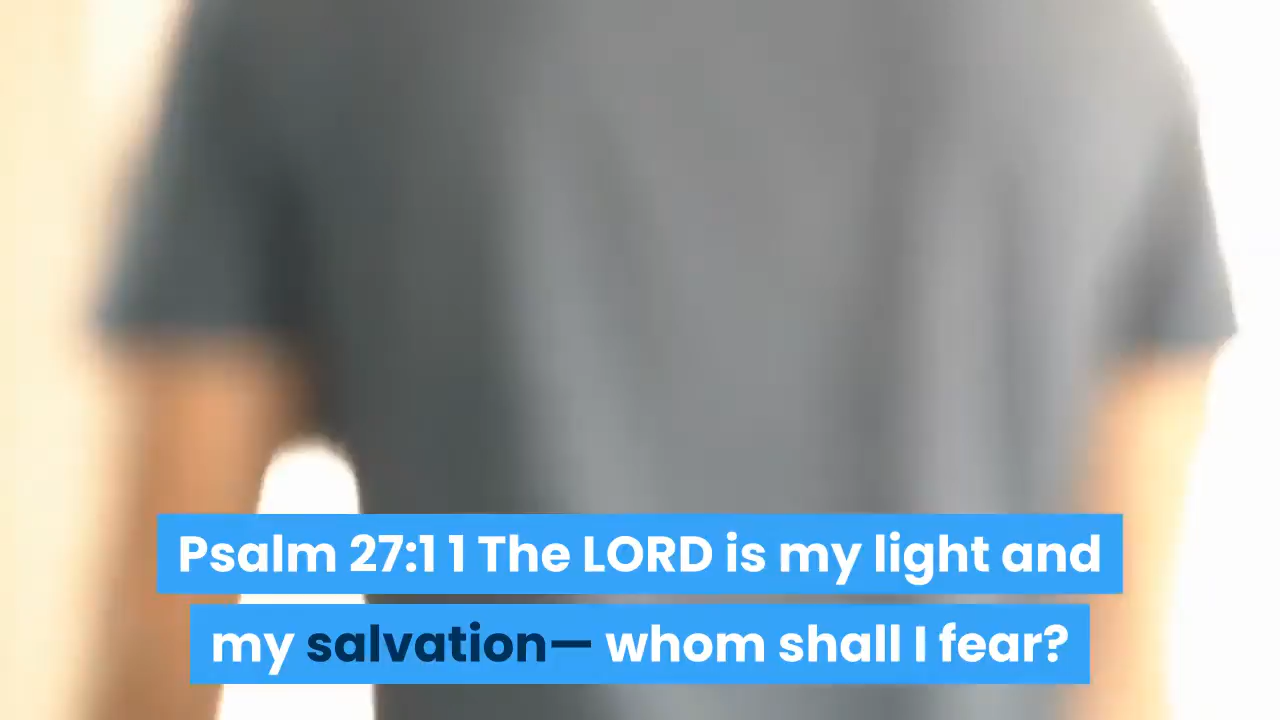 Psalm 27:1 1 The LORD is my light and
my salvation— whom shall I fear?